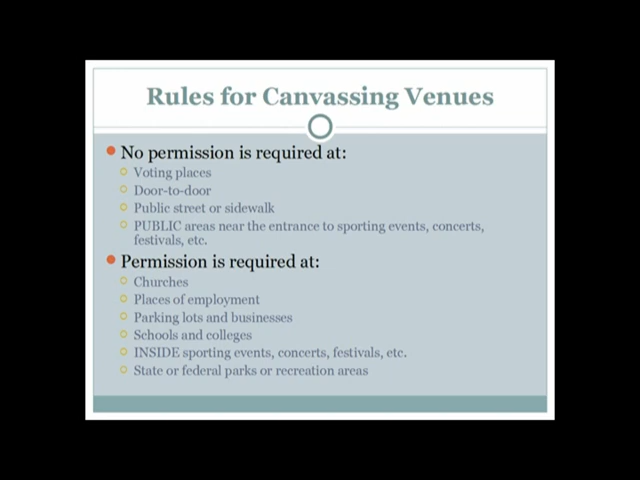 Rules for Canvassing Venues
No permission is required at:
Voting places
Door-to-door
Public street or sidewalk
PUBLIC areas near the entrance to sporting events, concerts,
festivals, etc.
Permission is required at:
Churches
Places of employment
Parking lots and businesses
Schools and colleges
INSIDE sporting events, concerts, festivals, etc.
State or federal parks or recreation areas